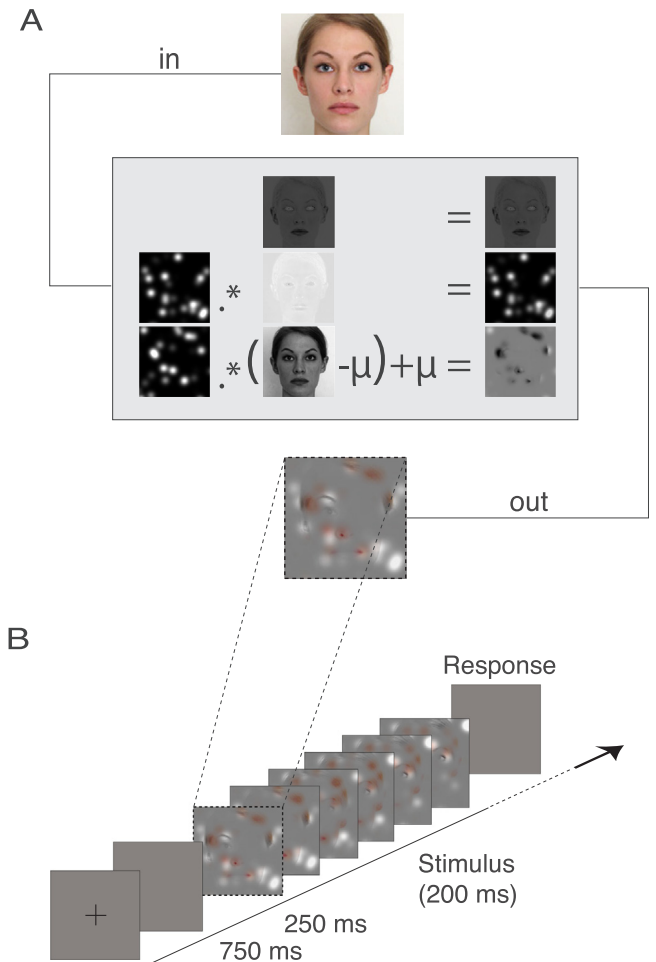 A
in
=
.* =
.* ( -μ)+μ =
out
B
Response
Stimulus
(200 ms)
250 ms
750 ms